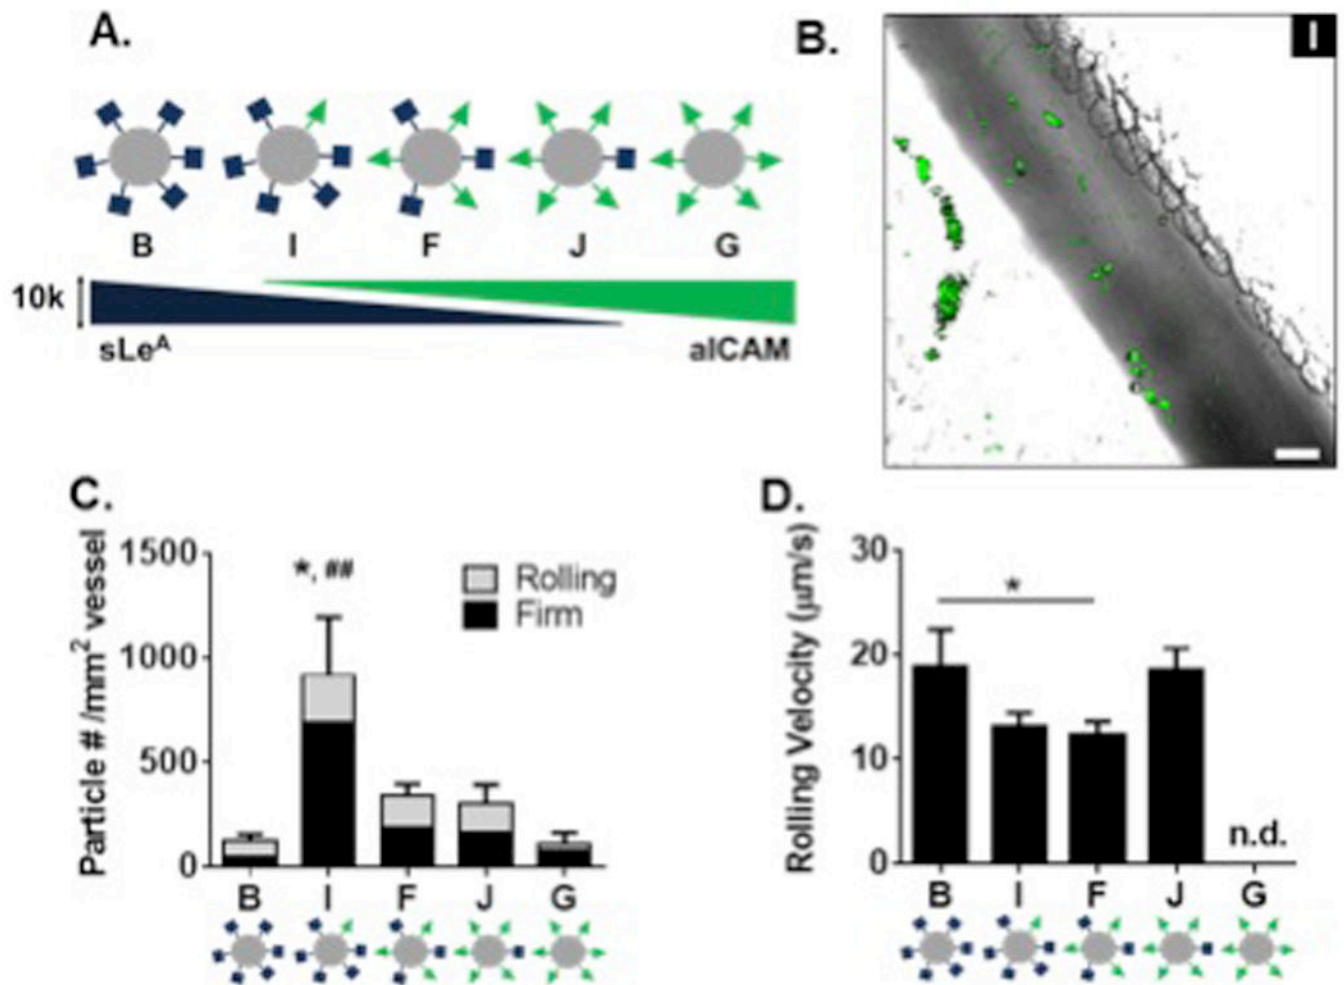 A.
B I F J G
10k
sLeᴬ aICAM
B.
I
C.
Particle # /mm² vessel
1500
1000
500
0
*, ##
Rolling
Firm
B I F J G
D.
Rolling Velocity (μm/s)
30
20
10
0
*
n.d.
B I F J G